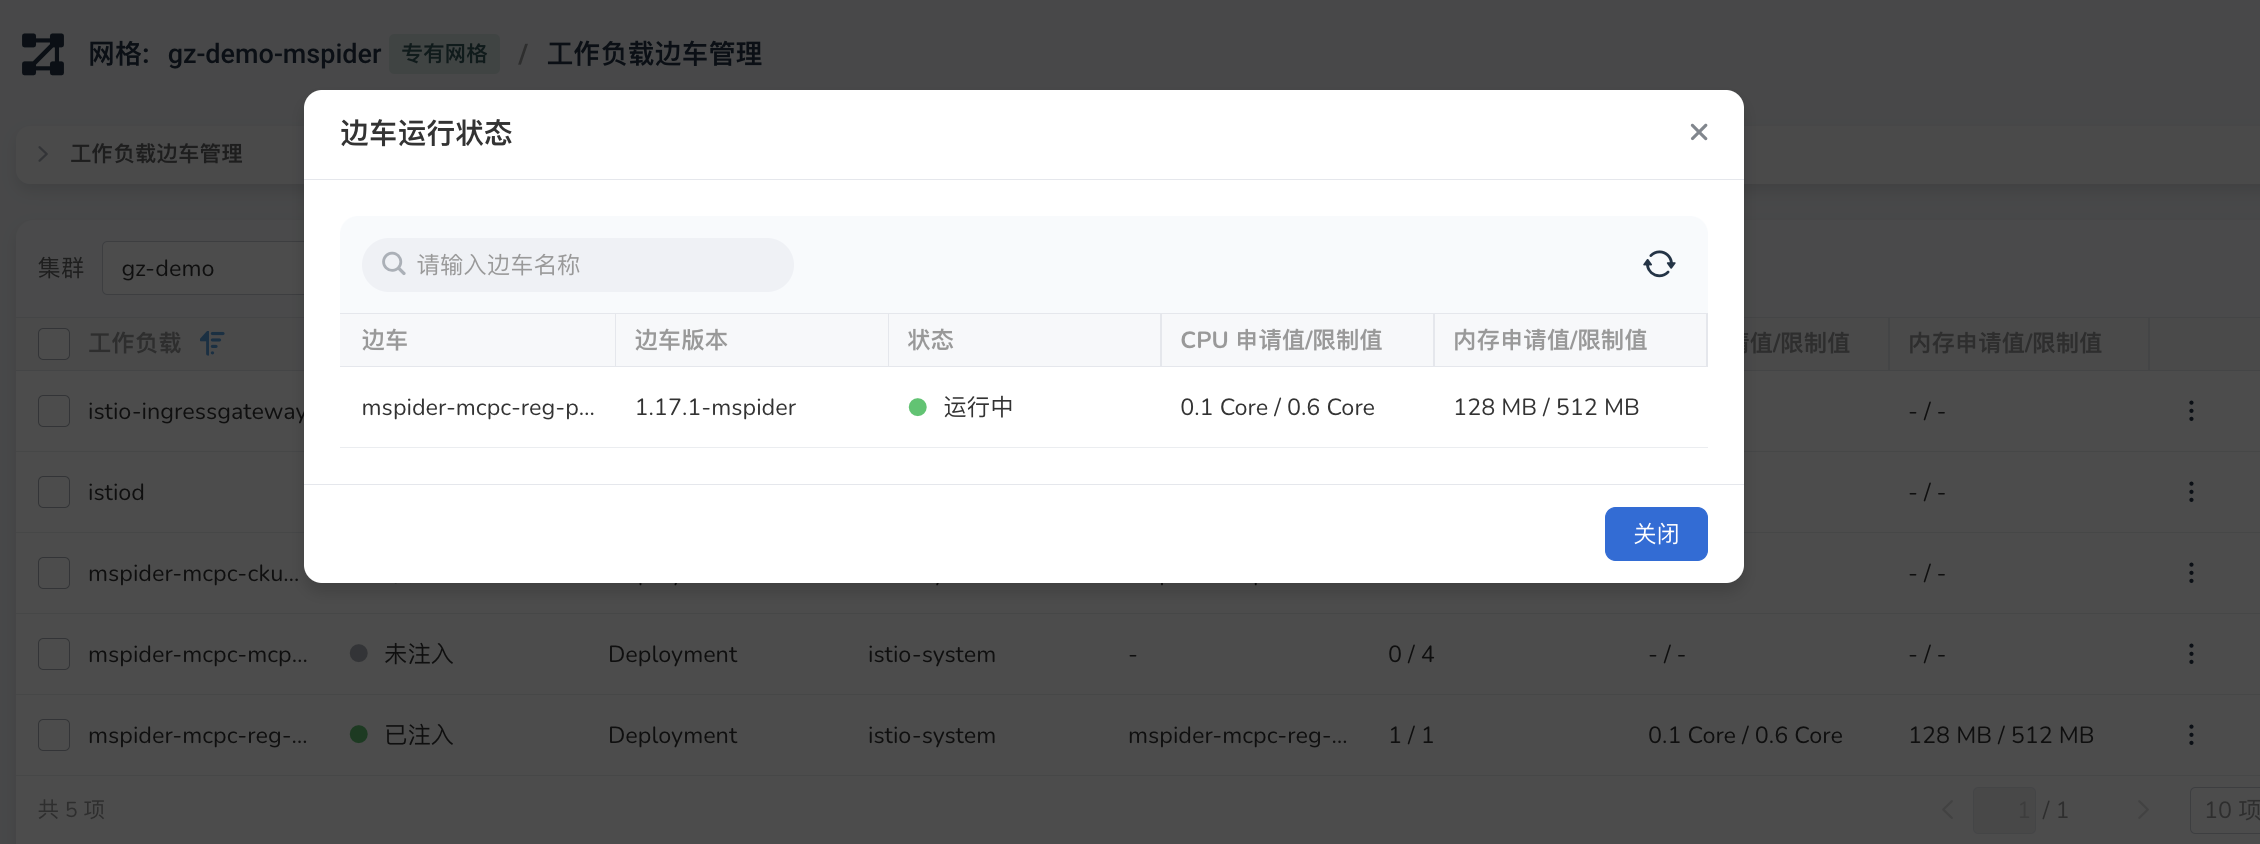 网格: gz-demo-mspider 专有网格 / 工作负载边车管理
边车运行状态
工作负载边车管理
集群 gz-demo
请输入边车名称
边车 边车版本 状态 CPU 申请值/限制值 内存申请值/限制值
mspider-mcpc-reg-p... 1.17.1-mspider 运行中 0.1 Core / 0.6 Core 128 MB / 512 MB
关闭
工作负载 值/限制值 内存申请值/限制值
istio-ingressgateway - / -
istiod - / -
mspider-mcpc-cku... - / -
mspider-mcpc-mcp... 未注入 Deployment istio-system - 0 / 4 - / - - / -
mspider-mcpc-reg-... 已注入 Deployment istio-system mspider-mcpc-reg-... 1 / 1 0.1 Core / 0.6 Core 128 MB / 512 MB
共 5 项 1 / 1 10 项